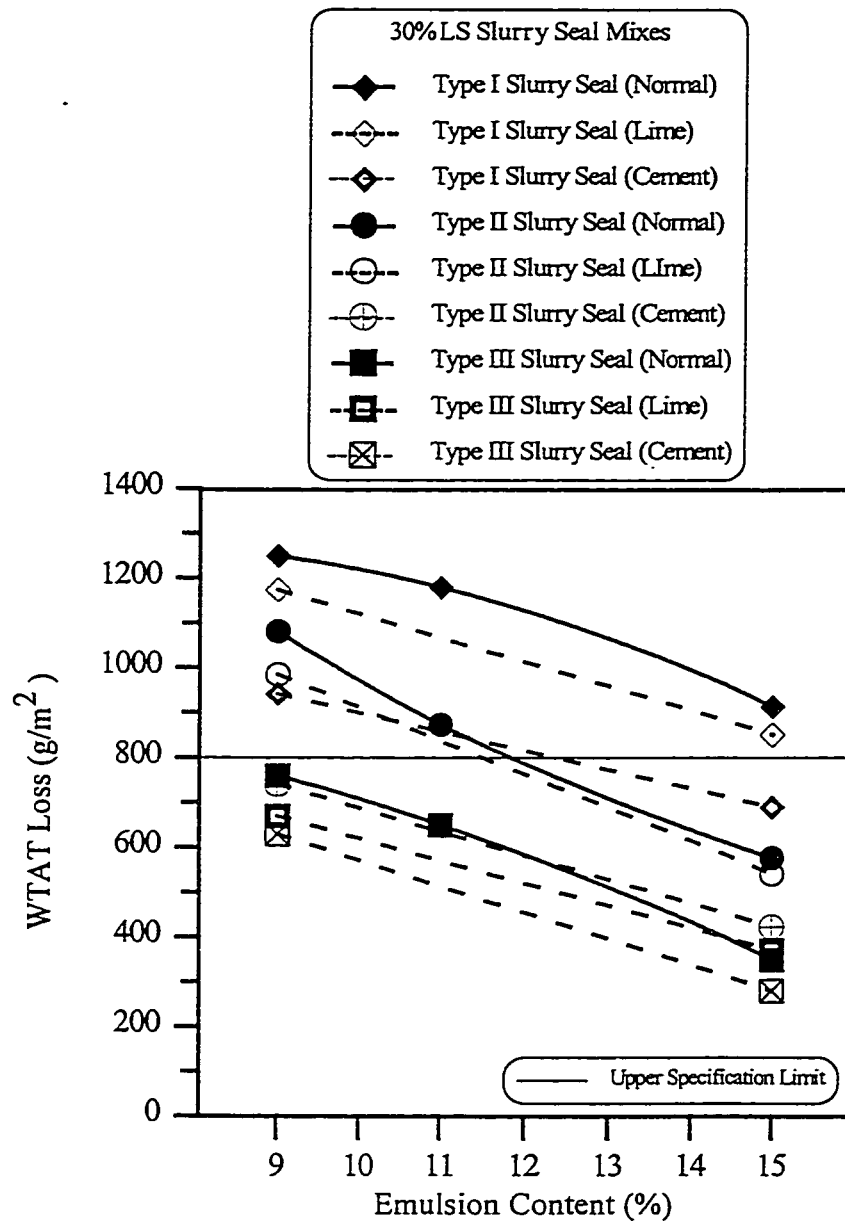 30% LS Slurry Seal Mixes
Type I Slurry Seal (Normal)
Type I Slurry Seal (Lime)
Type I Slurry Seal (Cement)
Type II Slurry Seal (Normal)
Type II Slurry Seal (LIme)
Type II Slurry Seal (Cement)
Type III Slurry Seal (Normal)
Type III Slurry Seal (Lime)
Type III Slurry Seal (Cement)
1400
1200
1000
800
600
400
200
0
WTAT Loss (g/m²)
Upper Specification Limit
9 10 11 12 13 14 15
Emulsion Content (%)